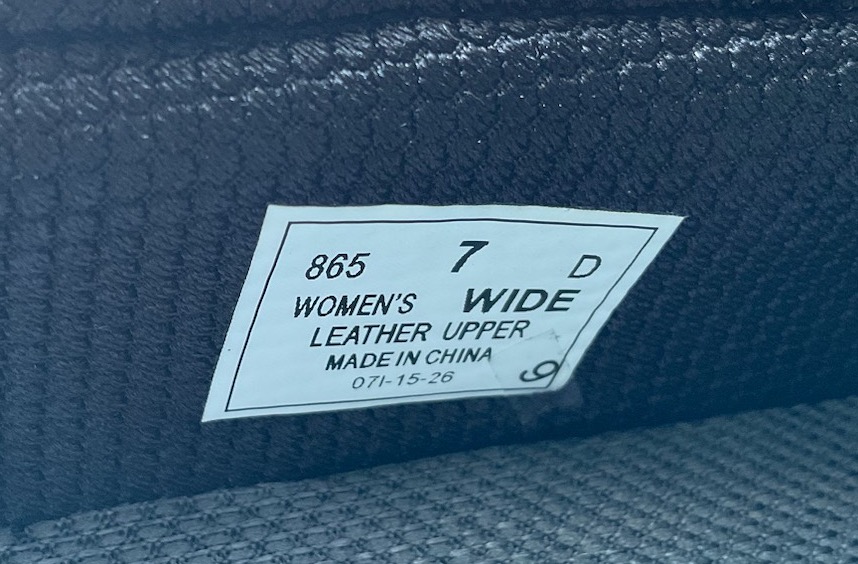 865 7 D
WOMEN'S WIDE
LEATHER UPPER
MADE IN CHINA
07I-15-26
9